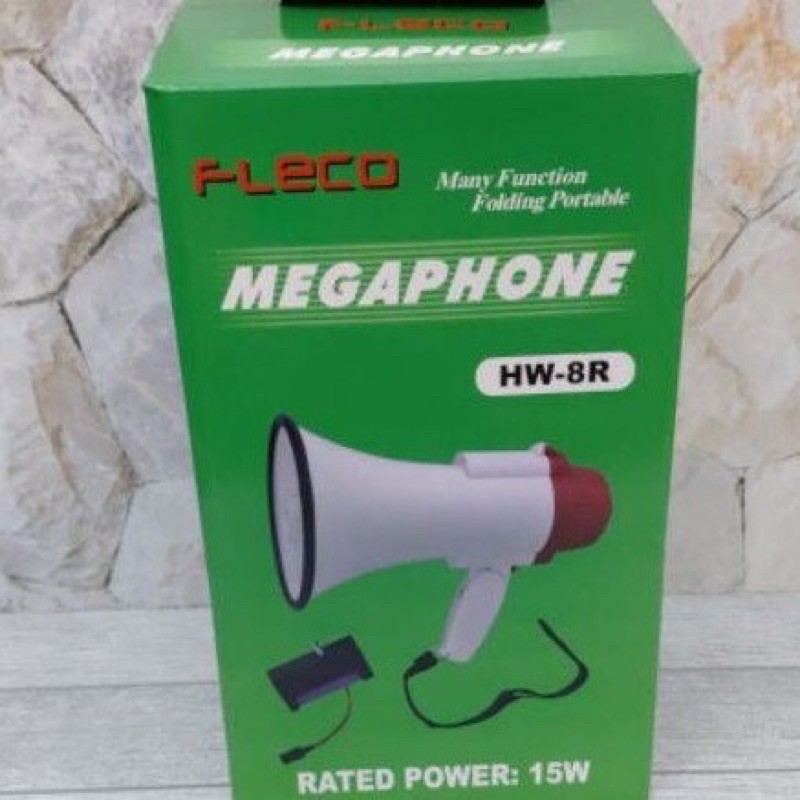 FLECO
MEGAPHONE
FLECO
Many Function
Folding Portable
MEGAPHONE
HW-8R
RATED POWER: 15W